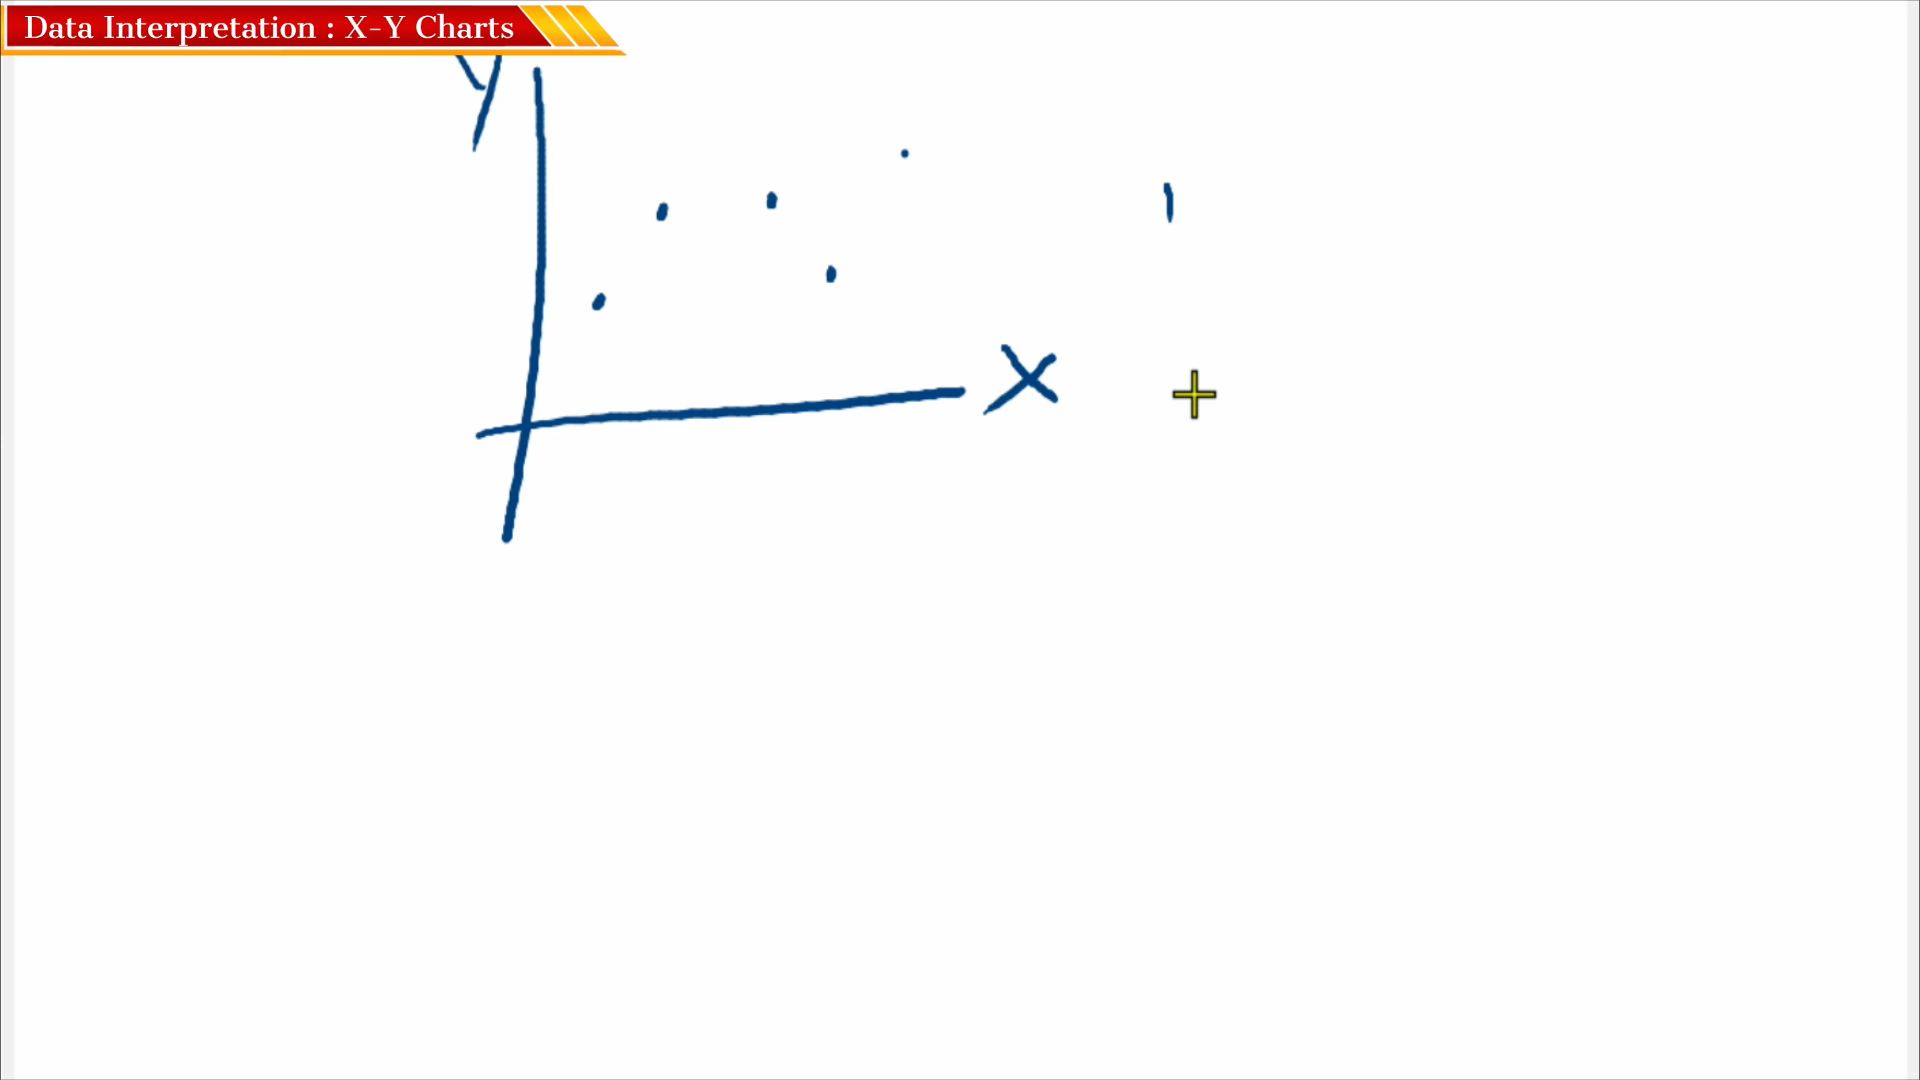 Data Interpretation : X-Y Charts
y
x